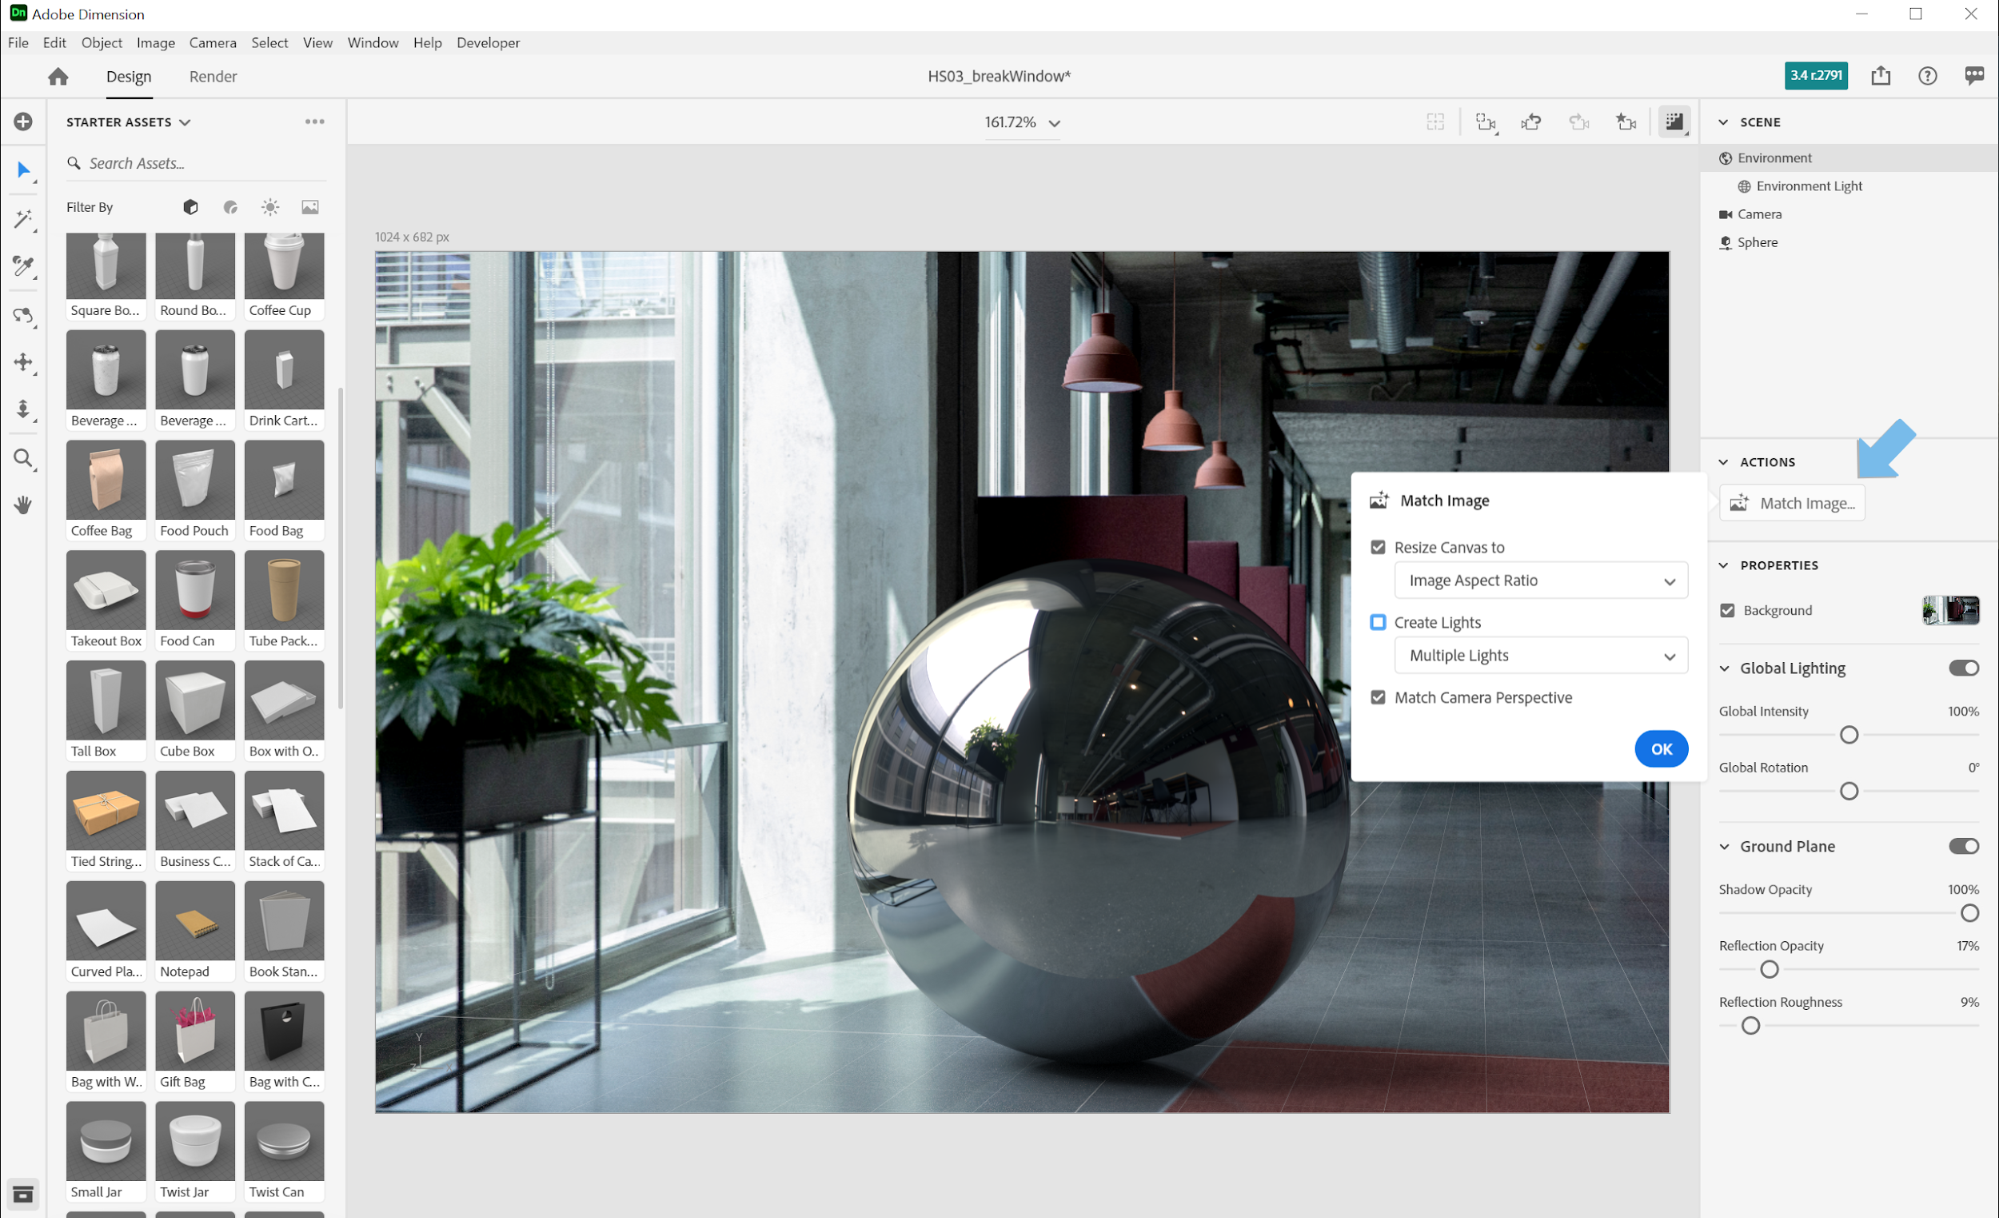 Dn Adobe Dimension
File Edit Object Image Camera Select View Window Help Developer
Design Render HS03_breakWindow* 3.4 r.2791
STARTER ASSETS
Search Assets...
Filter By
Square Bo... Round Bo... Coffee Cup
Beverage ... Beverage ... Drink Cart...
Coffee Bag Food Pouch Food Bag
Takeout Box Food Can Tube Pack...
Tall Box Cube Box Box with O..
Tied String... Business C... Stack of Ca...
Curved Pla... Notepad Book Stan...
Bag with W.. Gift Bag Bag with C...
Small Jar Twist Jar Twist Can
161.72%
1024 x 682 px
Y
Z
Match Image
Resize Canvas to
Image Aspect Ratio
Create Lights
Multiple Lights
Match Camera Perspective
OK
SCENE
Environment
Environment Light
Camera
Sphere
ACTIONS
Match Image...
PROPERTIES
Background
Global Lighting
Global Intensity 100%
Global Rotation 0°
Ground Plane
Shadow Opacity 100%
Reflection Opacity 17%
Reflection Roughness 9%